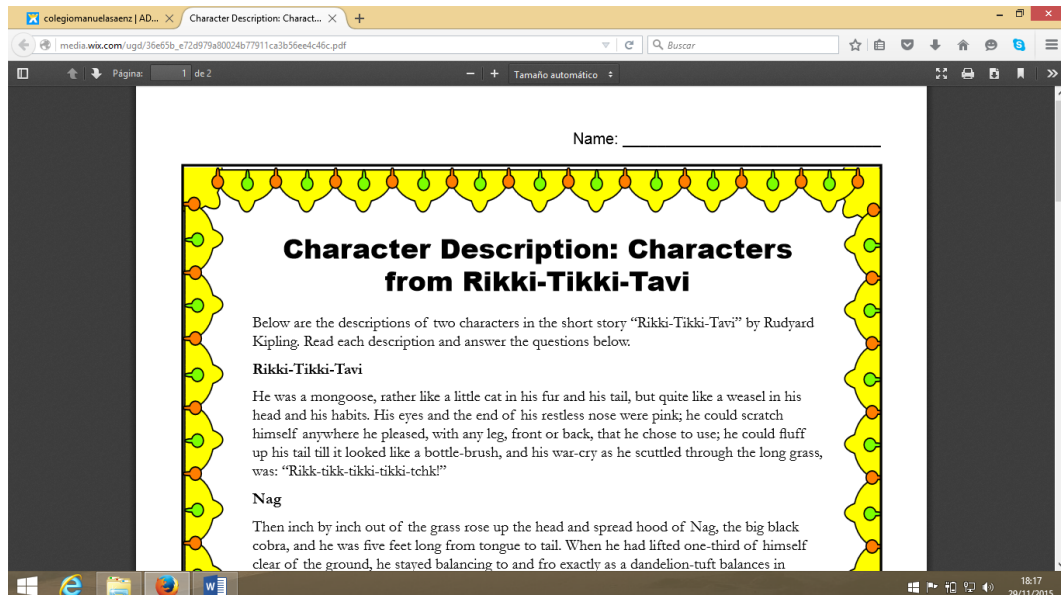 colegiomanuelasaenz | AD...
Character Description: Charact...
media.wix.com/ugd/36e65b_e72d979a80024b77911ca3b56ee4c46c.pdf
Buscar
Página: 1 de 2
Tamaño automático
Name:
Character Description: Characters
from Rikki-Tikki-Tavi
Below are the descriptions of two characters in the short story “Rikki-Tikki-Tavi” by Rudyard
Kipling. Read each description and answer the questions below.
Rikki-Tikki-Tavi
He was a mongoose, rather like a little cat in his fur and his tail, but quite like a weasel in his
head and his habits. His eyes and the end of his restless nose were pink; he could scratch
himself anywhere he pleased, with any leg, front or back, that he chose to use; he could fluff
up his tail till it looked like a bottle-brush, and his war-cry as he scuttled through the long grass,
was: “Rikk-tikk-tikki-tikki-tchk!”
Nag
Then inch by inch out of the grass rose up the head and spread hood of Nag, the big black
cobra, and he was five feet long from tongue to tail. When he had lifted one-third of himself
clear of the ground, he stayed balancing to and fro exactly as a dandelion-tuft balances in
18:17
29/11/2015